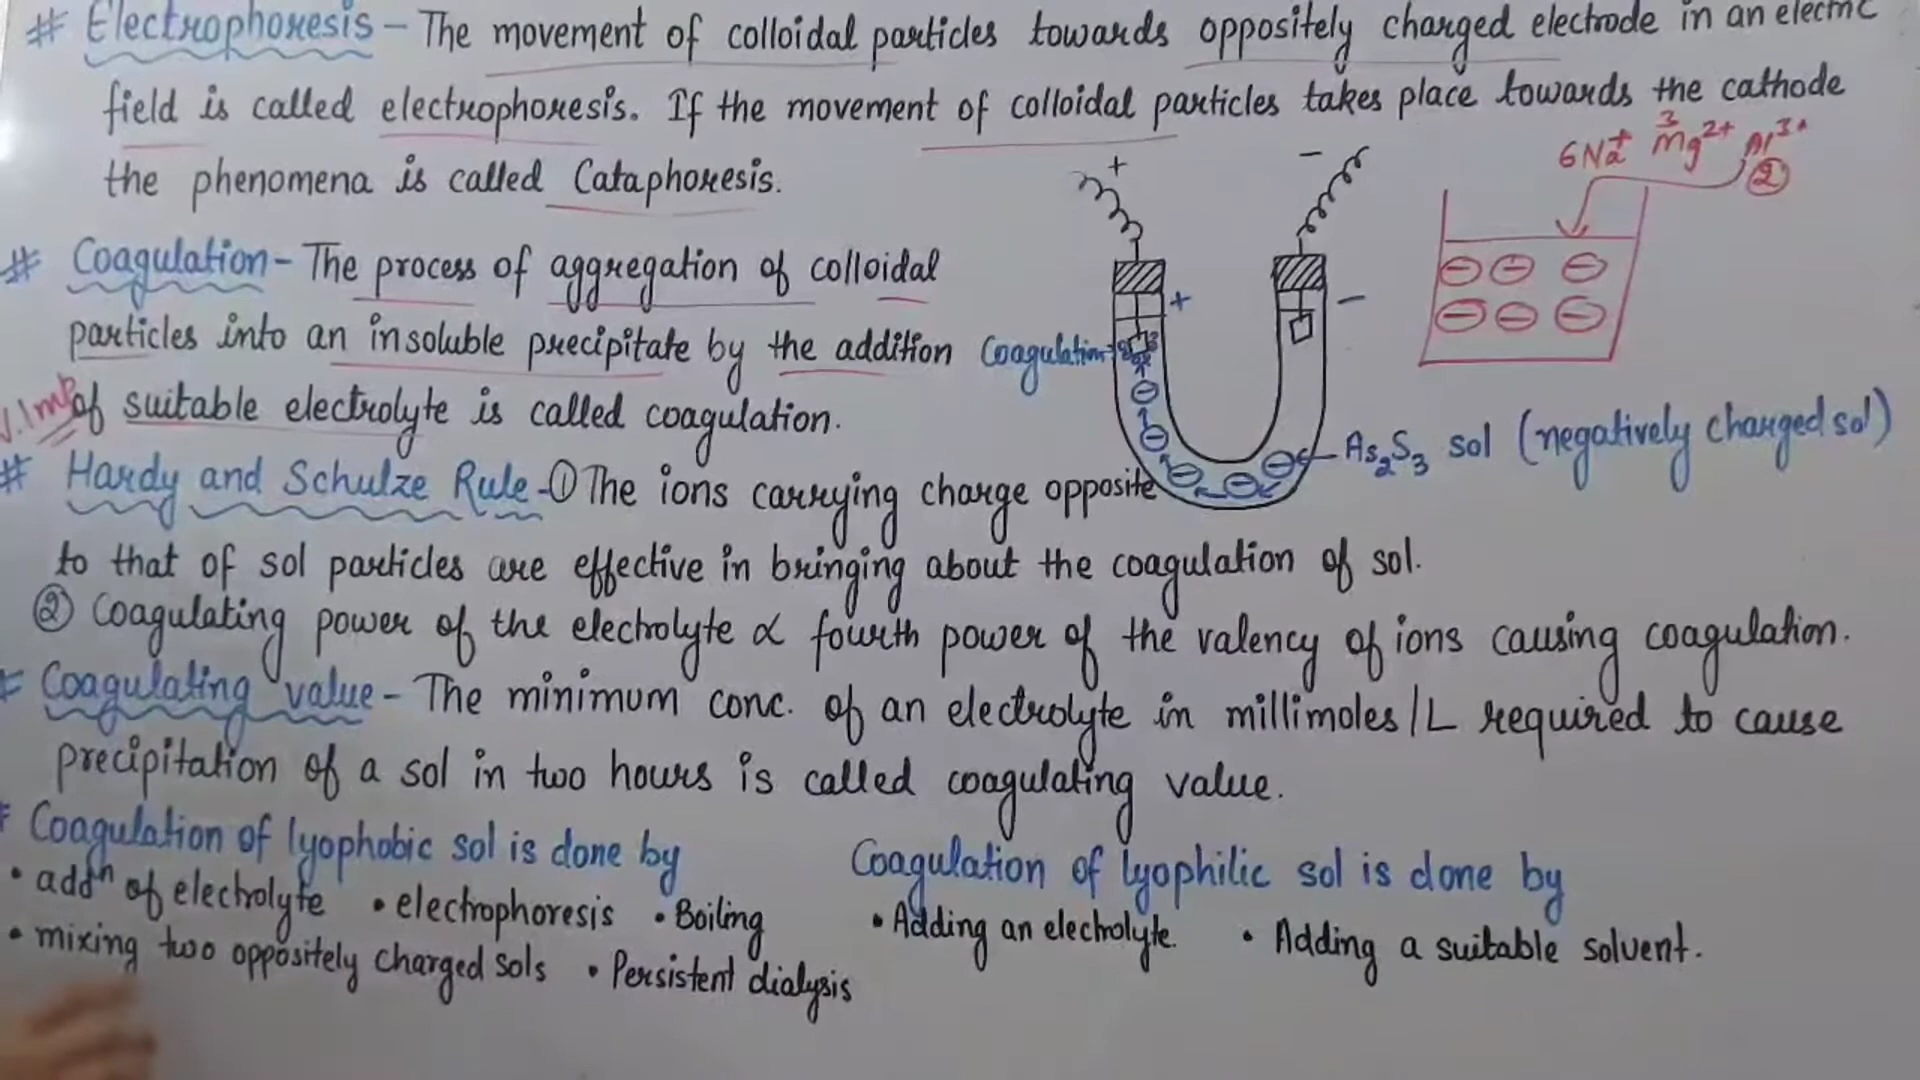 # Electrophoresis - The movement of colloidal particles towards oppositely charged electrode in an electric
field is called electrophoresis. If the movement of colloidal particles takes place towards the cathode
the phenomena is called Cataphoresis.
6Na+ 3Mg2+ Al3+
2
+ -
# Coagulation - The process of aggregation of colloidal
+ -
particles into an insoluble precipitate by the addition
Coagulation
V.Imp of suitable electrolyte is called coagulation.
As2S3 sol (negatively charged sol)
# Hardy and Schulze Rule - ① The ions carrying charge opposite
to that of sol particles are effective in bringing about the coagulation of sol.
② Coagulating power of the electrolyte ∝ fourth power of the valency of ions causing coagulation.
# Coagulating value - The minimum conc. of an electrolyte in millimoles/L required to cause
precipitation of a sol in two hours is called coagulating value.
# Coagulation of lyophobic sol is done by
• addn of electrolyte • electrophoresis • Boiling
• mixing two oppositely charged sols • Persistent dialysis
Coagulation of lyophilic sol is done by
• Adding an electrolyte. • Adding a suitable solvent.